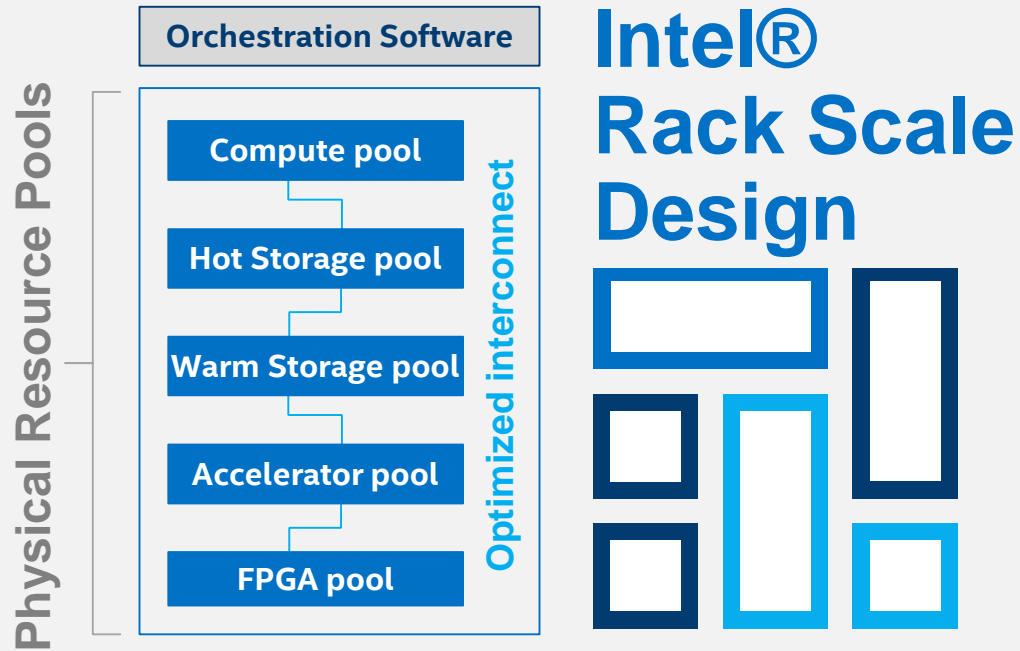 Orchestration Software
Physical Resource Pools
Compute pool
Hot Storage pool
Warm Storage pool
Accelerator pool
FPGA pool
Optimized interconnect
Intel®
Rack Scale
Design